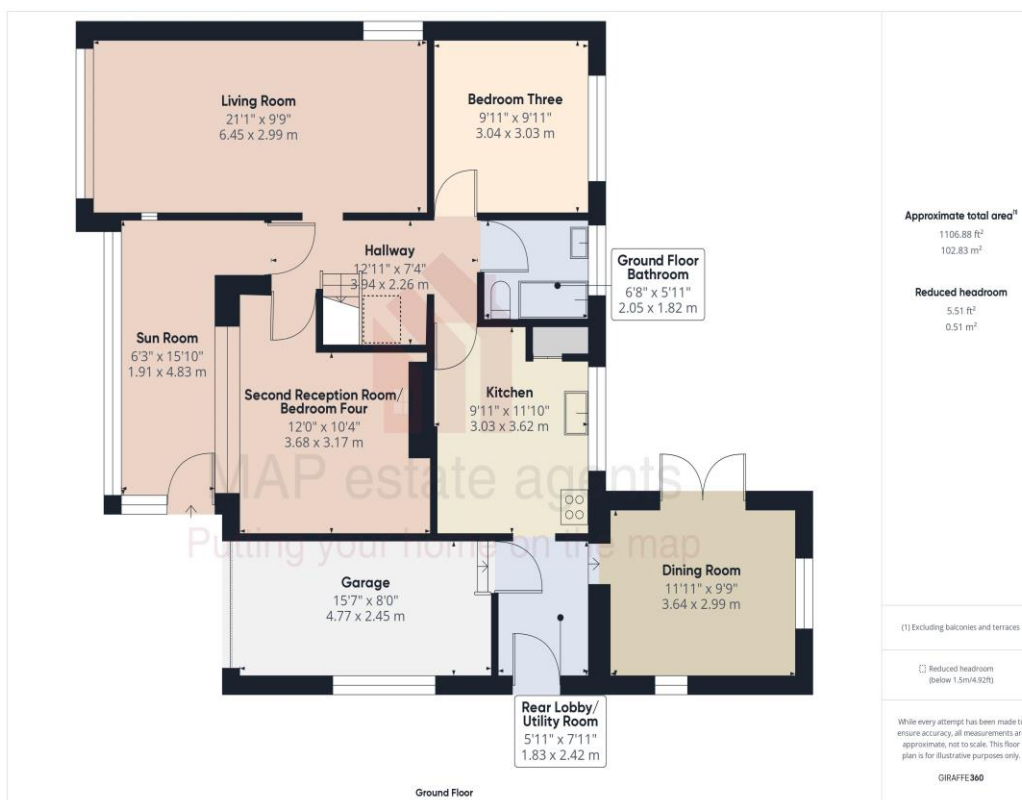 Living Room
21'1" x 9'9"
6.45 x 2.99 m
Bedroom Three
9'11" x 9'11"
3.04 x 3.03 m
Hallway
12'11" x 7'4"
3.94 x 2.26 m
Ground Floor
Bathroom
6'8" x 5'11"
2.05 x 1.82 m
Sun Room
6'3" x 15'10"
1.91 x 4.83 m
Second Reception Room/
Bedroom Four
12'0" x 10'4"
3.68 x 3.17 m
Kitchen
9'11" x 11'10"
3.03 x 3.62 m
MAP estate agents
Putting your home on the map
Garage
15'7" x 8'0"
4.77 x 2.45 m
Dining Room
11'11" x 9'9"
3.64 x 2.99 m
Rear Lobby/
Utility Room
5'11" x 7'11"
1.83 x 2.42 m
Ground Floor
Approximate total area(1)
1106.88 ft²
102.83 m²
Reduced headroom
5.51 ft²
0.51 m²
(1) Excluding balconies and terraces
Reduced headroom
(below 1.5m/4.92ft)
While every attempt has been made to
ensure accuracy, all measurements are
approximate, not to scale. This floor
plan is for illustrative purposes only.
GIRAFFE360